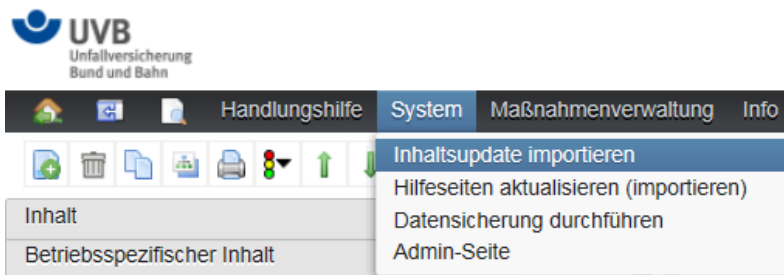 UVB
Unfallversicherung
Bund und Bahn
Handlungshilfe System Maßnahmenverwaltung Info
Inhaltsupdate importieren
Hilfeseiten aktualisieren (importieren)
Inhalt
Datensicherung durchführen
Betriebsspezifischer Inhalt
Admin-Seite